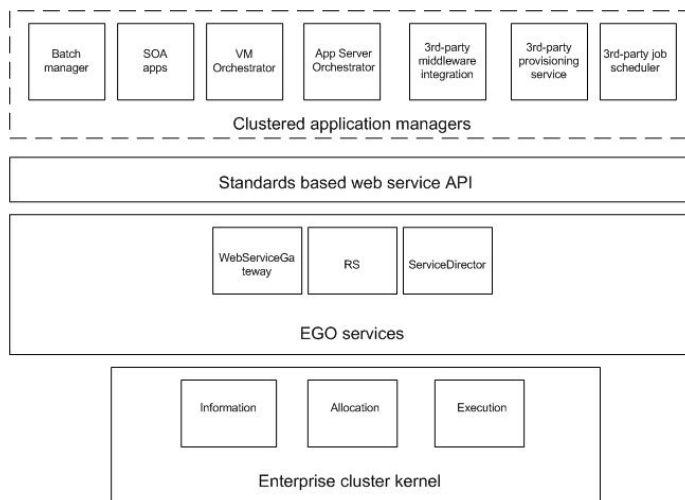 Batch
manager
SOA
apps
VM
Orchestrator
App Server
Orchestrator
3rd-party
middleware
integration
3rd-party
provisioning
service
3rd-party job
scheduler
Clustered application managers
Standards based web service API
WebServiceGa
teway
RS
ServiceDirector
EGO services
Information
Allocation
Execution
Enterprise cluster kernel